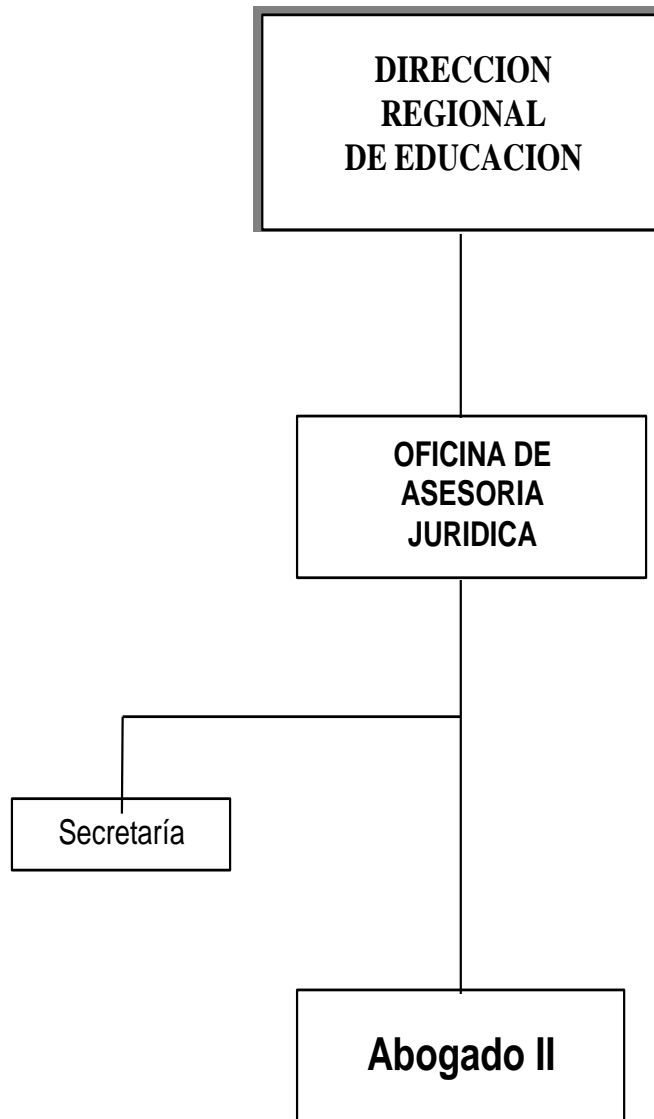 DIRECCION
REGIONAL
DE EDUCACION
OFICINA DE
ASESORIA
JURIDICA
Secretaría
Abogado II